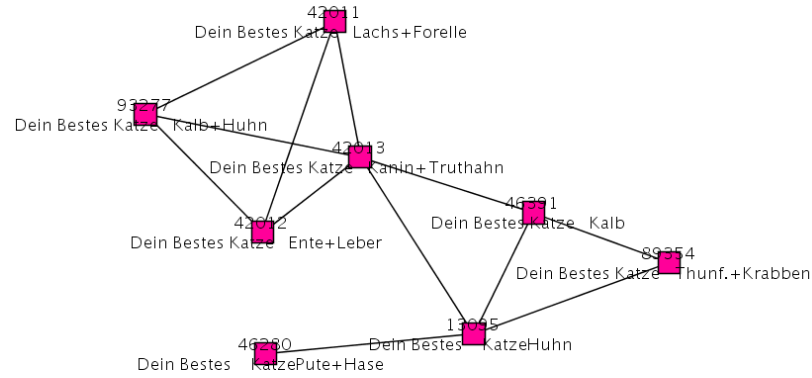 42011
Dein Bestes Katze Lachs+Forelle
93277
Dein Bestes Katze Kalb+Huhn
42013
Dein Bestes Katze Kanin+Truthahn
46391
Dein Bestes Katze Kalb
42012
Dein Bestes Katze Ente+Leber
89354
Dein Bestes Katze Thunf.+Krabben
13095
Dein Bestes KatzeHuhn
46280
Dein Bestes KatzePute+Hase